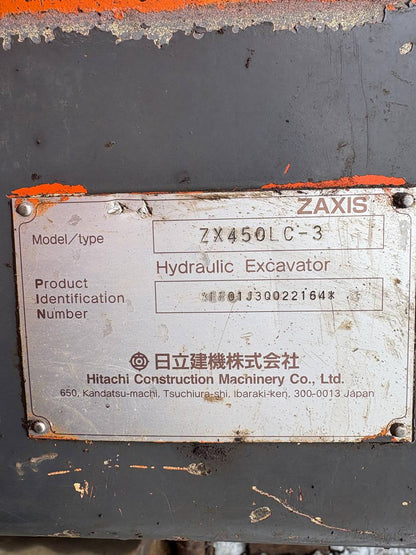 ZAXIS
Model/type ZX450LC-3
Hydraulic Excavator
Product
Identification
Number
日立建機株式会社
Hitachi Construction Machinery Co., Ltd.
650, Kandatsu-machi, Tsuchiura-shi, Ibaraki-ken, 300-0013 Japan